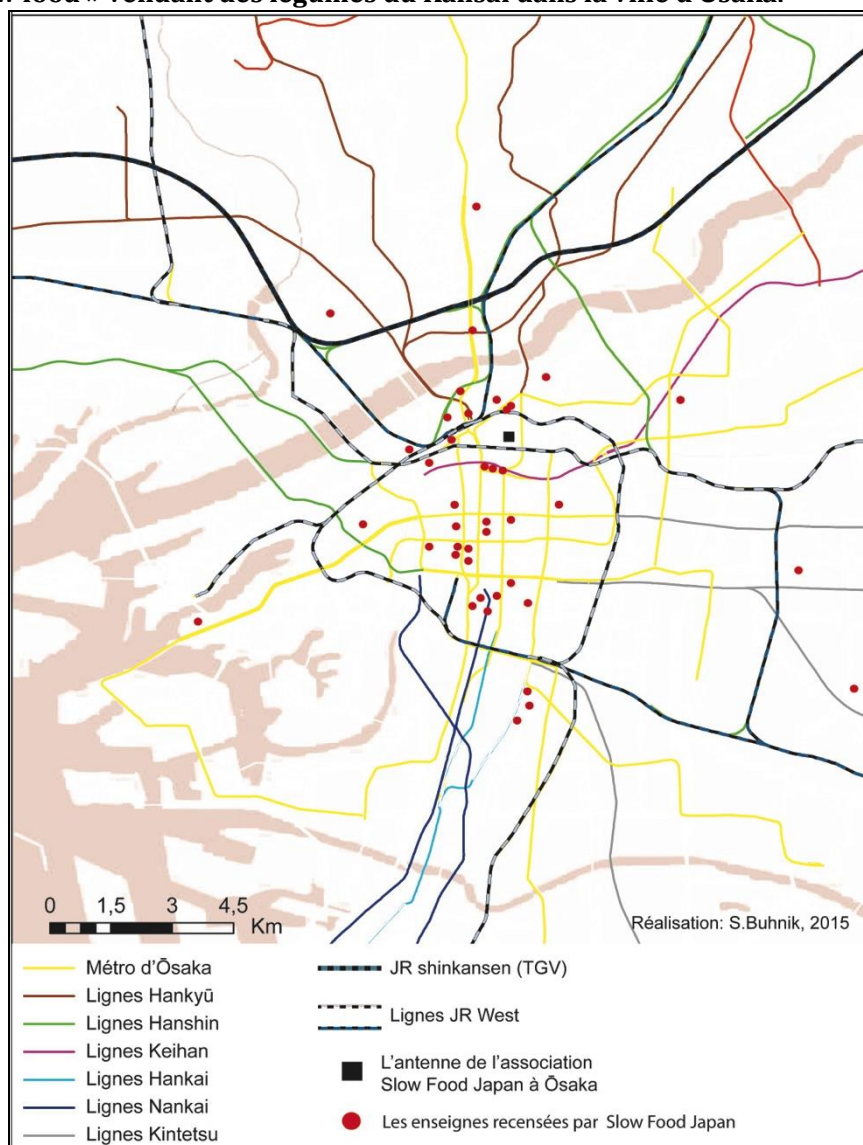 food » vendant des légumes du Kansai dans la ville d'Ōsaka.
0 1,5 3 4,5
Km
Réalisation: S.Buhnik, 2015
Métro d'Ōsaka
Lignes Hankyū
Lignes Hanshin
Lignes Keihan
Lignes Hankai
Lignes Nankai
Lignes Kintetsu
JR shinkansen (TGV)
Lignes JR West
L'antenne de l'association
Slow Food Japan à Ōsaka
Les enseignes recensées par Slow Food Japan